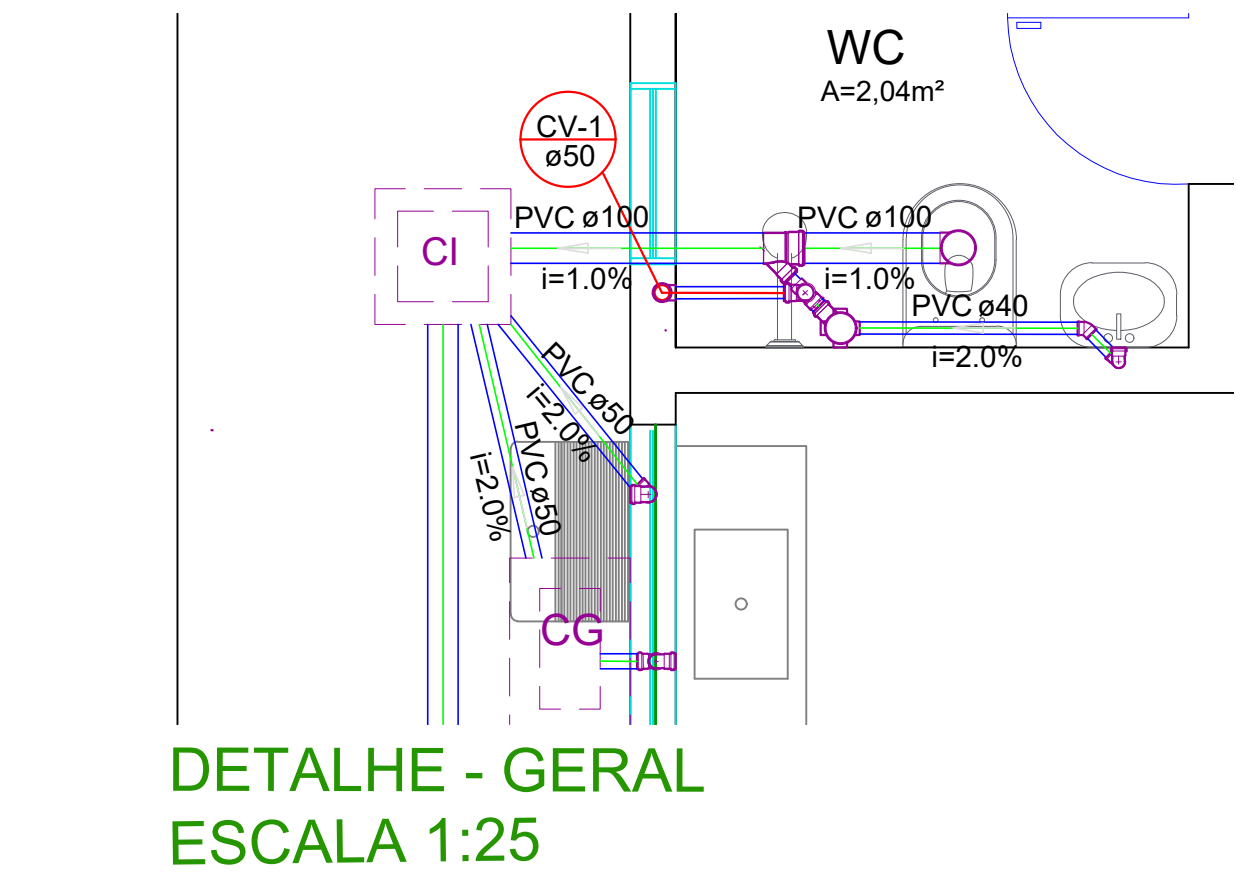 WC
A=2,04m²
CV-1
ø50
PVC ø100
PVC ø100
CI
i=1.0%
i=1.0%
PVC ø40
i=2.0%
PVC ø50
i=2.0%
PVC ø50
i=2.0%
CG
DETALHE - GERAL
ESCALA 1:25